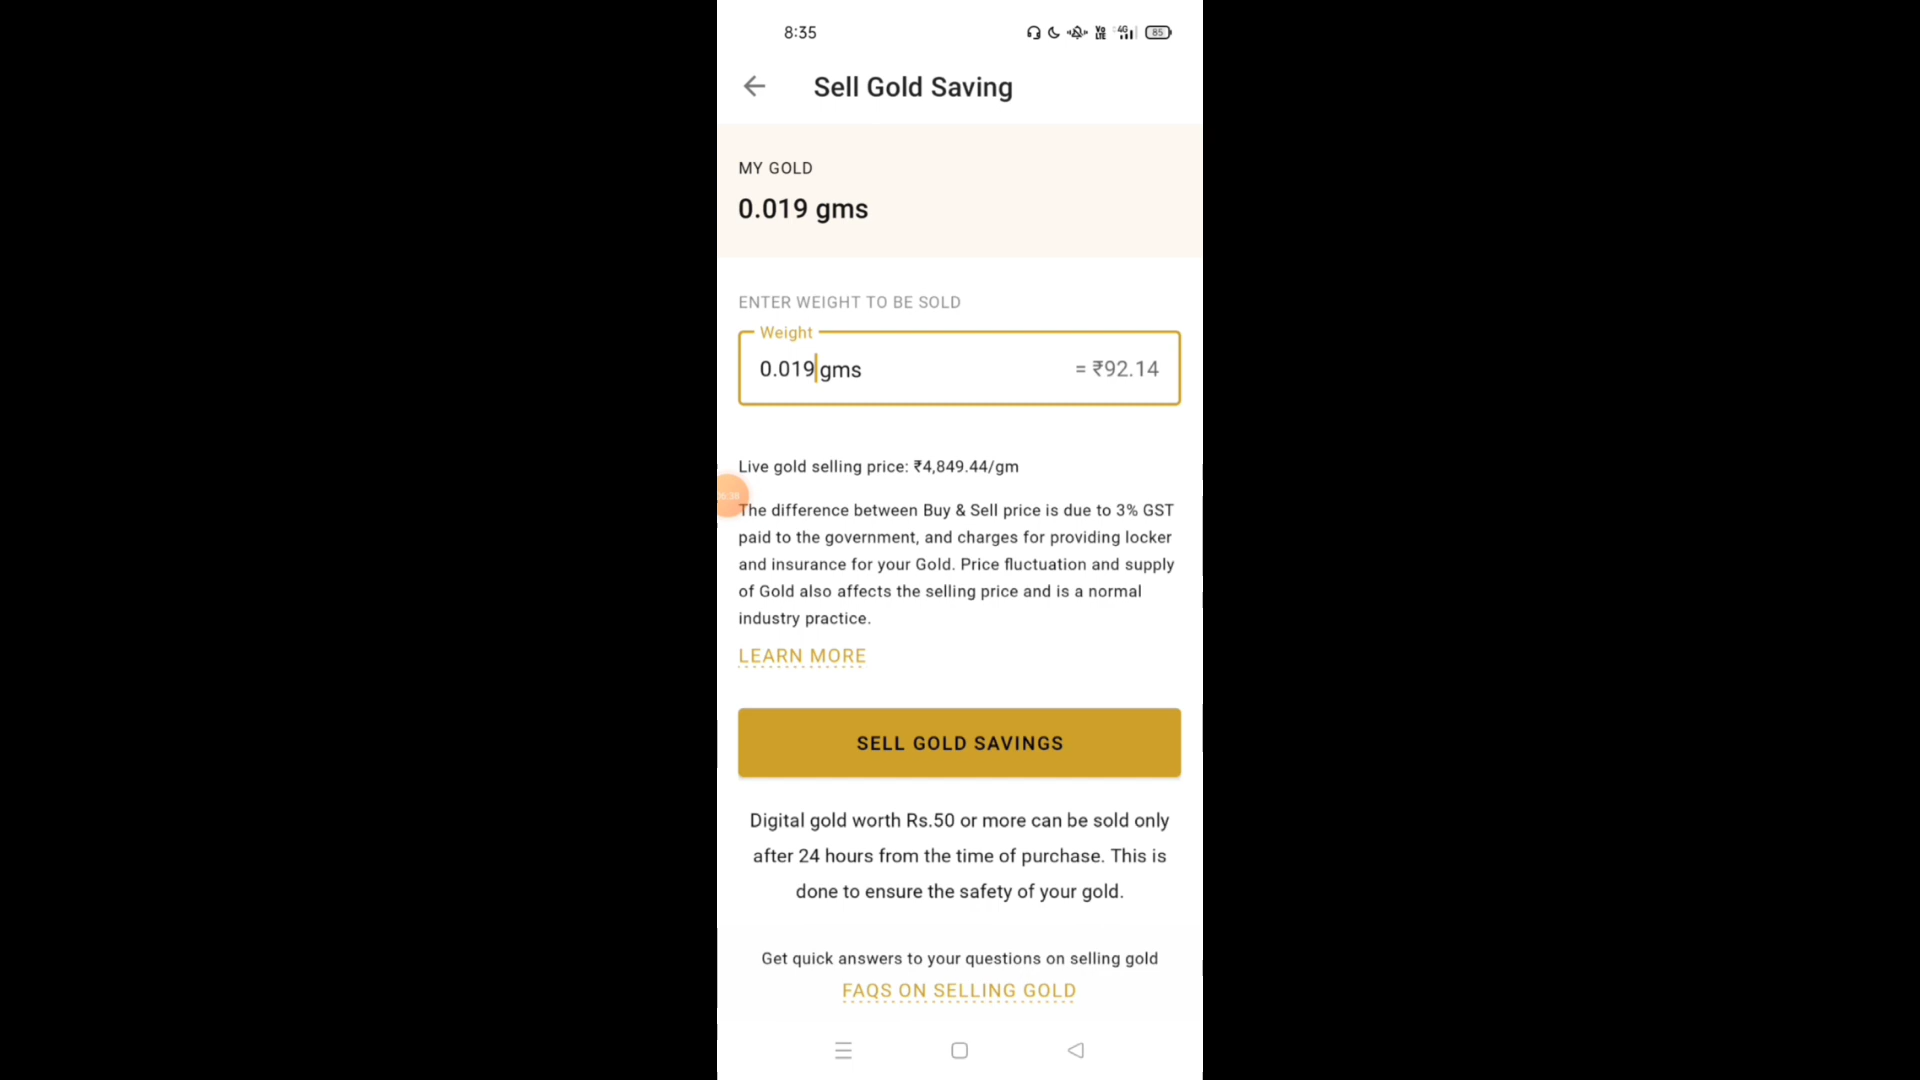 8:35
Vo LTE 4G 85
Sell Gold Saving
MY GOLD
0.019 gms
ENTER WEIGHT TO BE SOLD
Weight
0.019 gms = ₹92.14
Live gold selling price: ₹4,849.44/gm
The difference between Buy & Sell price is due to 3% GST
paid to the government, and charges for providing locker
and insurance for your Gold. Price fluctuation and supply
of Gold also affects the selling price and is a normal
industry practice.
LEARN MORE
SELL GOLD SAVINGS
Digital gold worth Rs.50 or more can be sold only
after 24 hours from the time of purchase. This is
done to ensure the safety of your gold.
Get quick answers to your questions on selling gold
FAQS ON SELLING GOLD